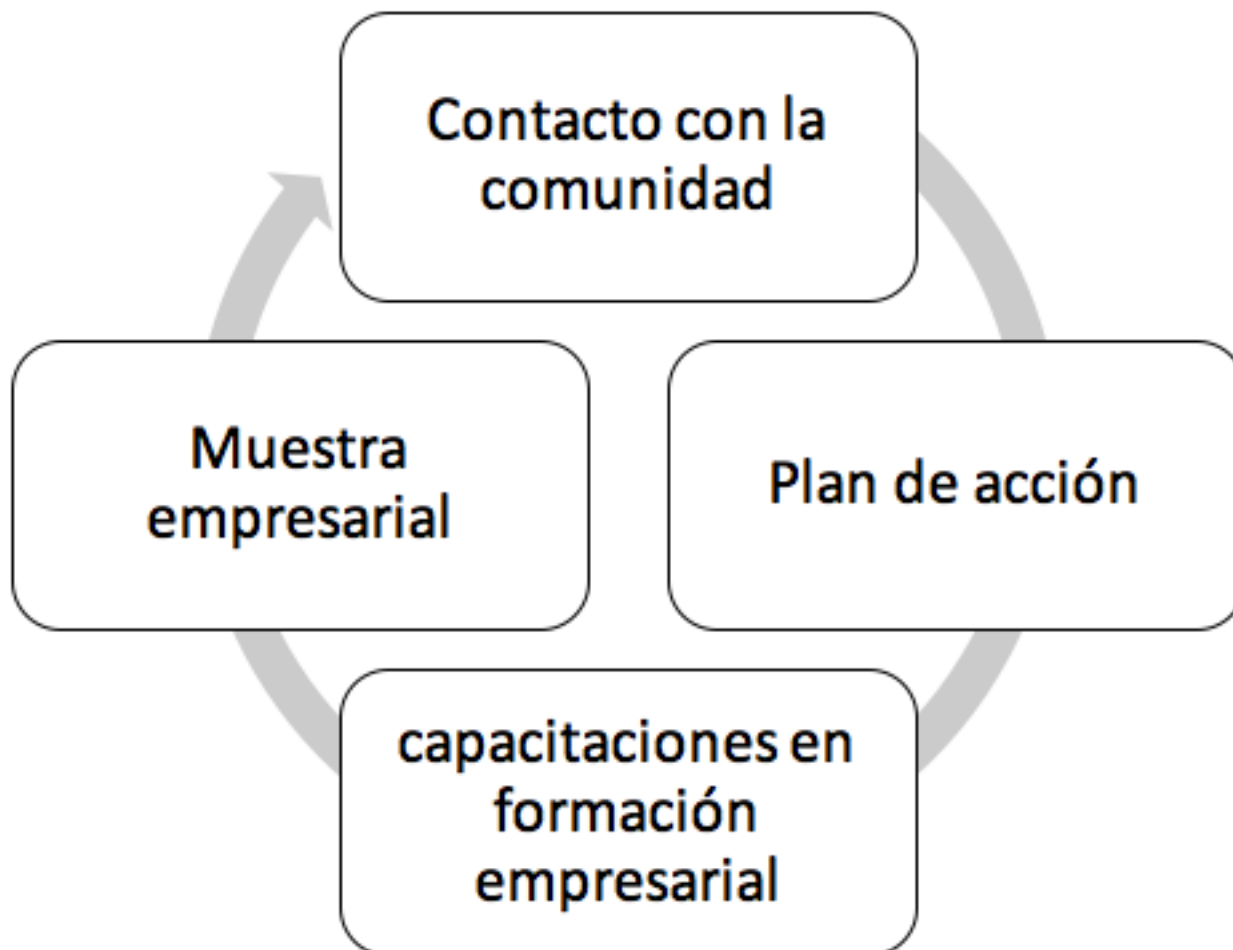 Contacto con la
comunidad
Plan de acción
capacitaciones en
formación
empresarial
Muestra
empresarial